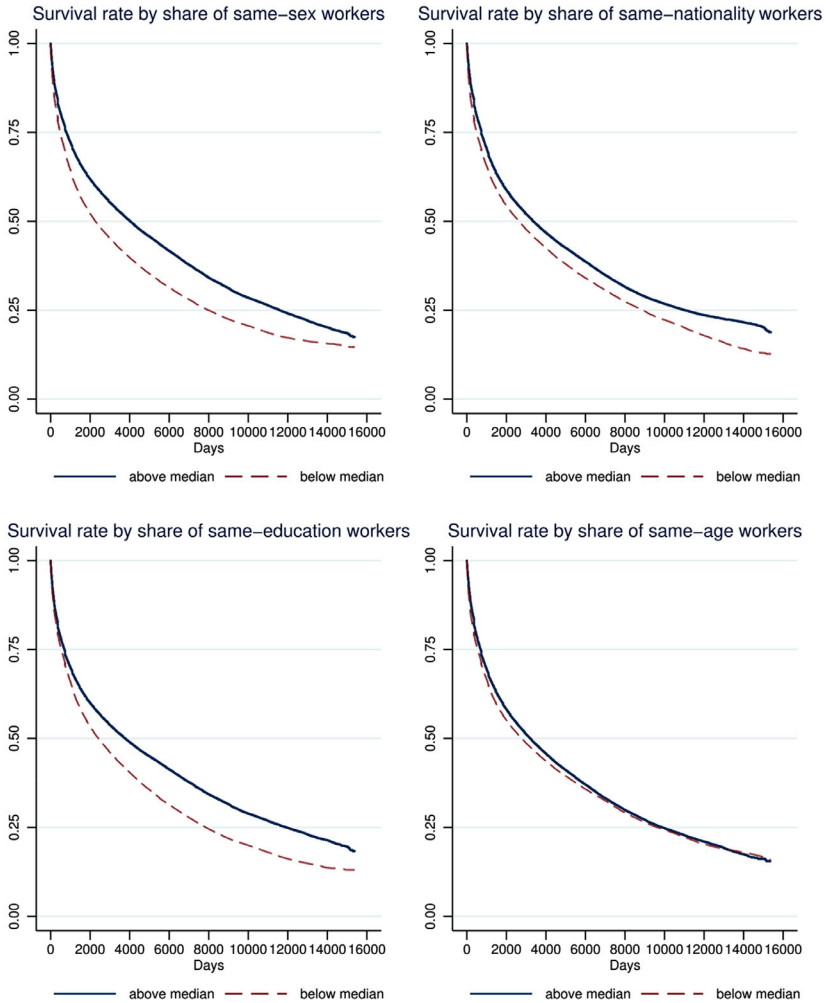 Survival rate by share of same−sex workers
1.00
0.75
0.50
0.25
0.00
0 2000 4000 6000 8000 10000 12000 14000 16000
Days
above median below median
Survival rate by share of same−nationality workers
1.00
0.75
0.50
0.25
0.00
0 2000 4000 6000 8000 10000 12000 14000 16000
Days
above median below median
Survival rate by share of same−education workers
1.00
0.75
0.50
0.25
0.00
0 2000 4000 6000 8000 10000 12000 14000 16000
Days
above median below median
Survival rate by share of same−age workers
1.00
0.75
0.50
0.25
0.00
0 2000 4000 6000 8000 10000 12000 14000 16000
Days
above median below median